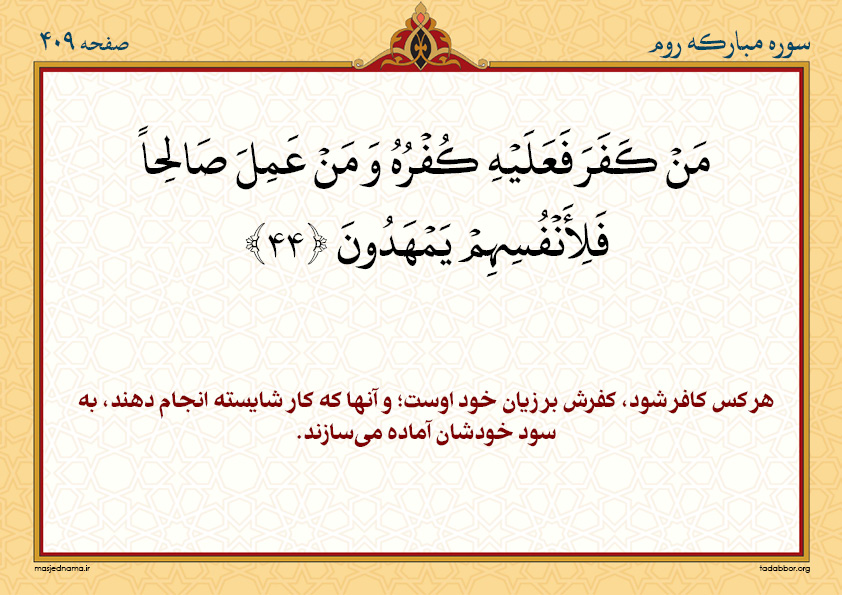 سوره مبارکه روم
صفحه ۴۰۹
مَنْ كَفَرَ فَعَلَيْهِ كُفْرُهُ وَ مَنْ عَمِلَ صَالِحاً
فَلِأَنْفُسِهِمْ يَمْهَدُونَ ﴿۴۴﴾
هر کس کافر شود، کفرش بر زیان خود اوست؛ و آنها که کار شایسته انجام دهند، به
سود خودشان آماده می‌سازند.
masjednama.ir
tadabbor.org